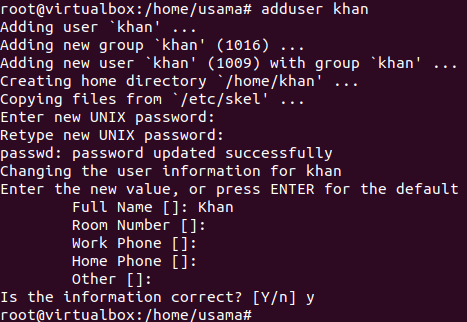 root@virtualbox:/home/usama# adduser khan
Adding user `khan' ...
Adding new group `khan' (1016) ...
Adding new user `khan' (1009) with group `khan' ...
Creating home directory `/home/khan' ...
Copying files from `/etc/skel' ...
Enter new UNIX password:
Retype new UNIX password:
passwd: password updated successfully
Changing the user information for khan
Enter the new value, or press ENTER for the default
        Full Name []: Khan
        Room Number []:
        Work Phone []:
        Home Phone []:
        Other []:
Is the information correct? [Y/n] y
root@virtualbox:/home/usama#